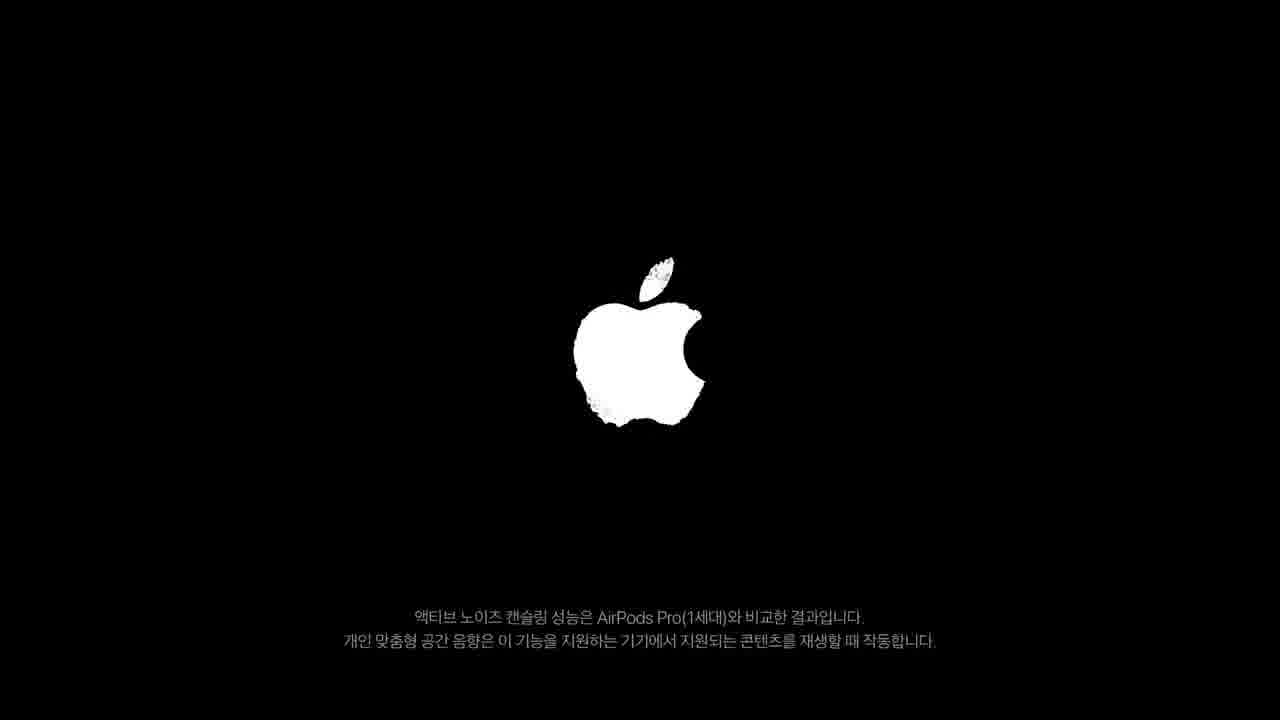 액티브 노이즈 캔슬링 성능은 AirPods Pro(1세대)와 비교한 결과입니다.
개인 맞춤형 공간 음향은 이 기능을 지원하는 기기에서 지원되는 콘텐츠를 재생할 때 작동합니다.